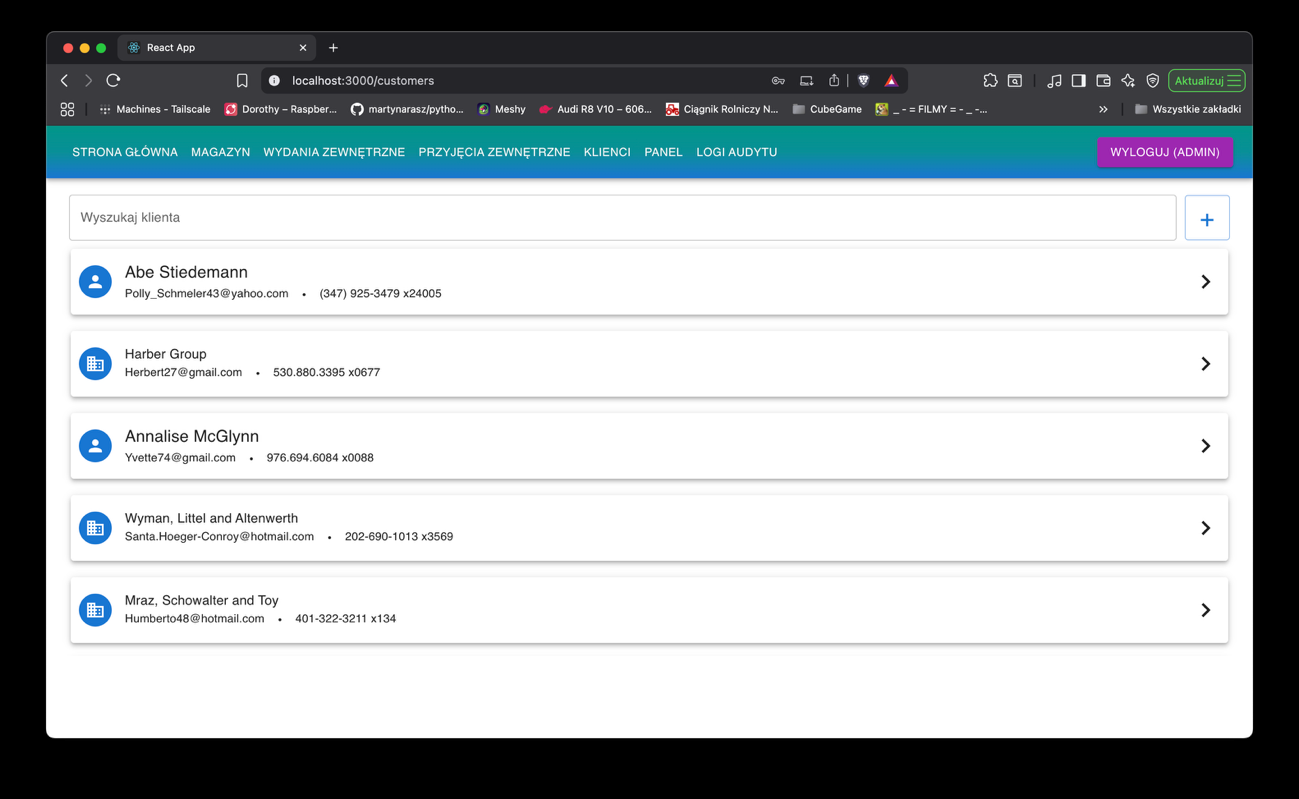 React App
localhost:3000/customers
Aktualizuj
Machines - Tailscale
Dorothy – Raspber...
martynarasz/pytho...
Meshy
Audi R8 V10 – 606...
Ciągnik Rolniczy N...
CubeGame
_ - = FILMY = - _ -...
Wszystkie zakładki
STRONA GŁÓWNA MAGAZYN WYDANIA ZEWNĘTRZNE PRZYJĘCIA ZEWNĘTRZNE KLIENCI PANEL LOGI AUDYTU
WYLOGUJ (ADMIN)
Wyszukaj klienta
+
Abe Stiedemann
Polly_Schmeler43@yahoo.com • (347) 925-3479 x24005
Harber Group
Herbert27@gmail.com • 530.880.3395 x0677
Annalise McGlynn
Yvette74@gmail.com • 976.694.6084 x0088
Wyman, Littel and Altenwerth
Santa.Hoeger-Conroy@hotmail.com • 202-690-1013 x3569
Mraz, Schowalter and Toy
Humberto48@hotmail.com • 401-322-3211 x134